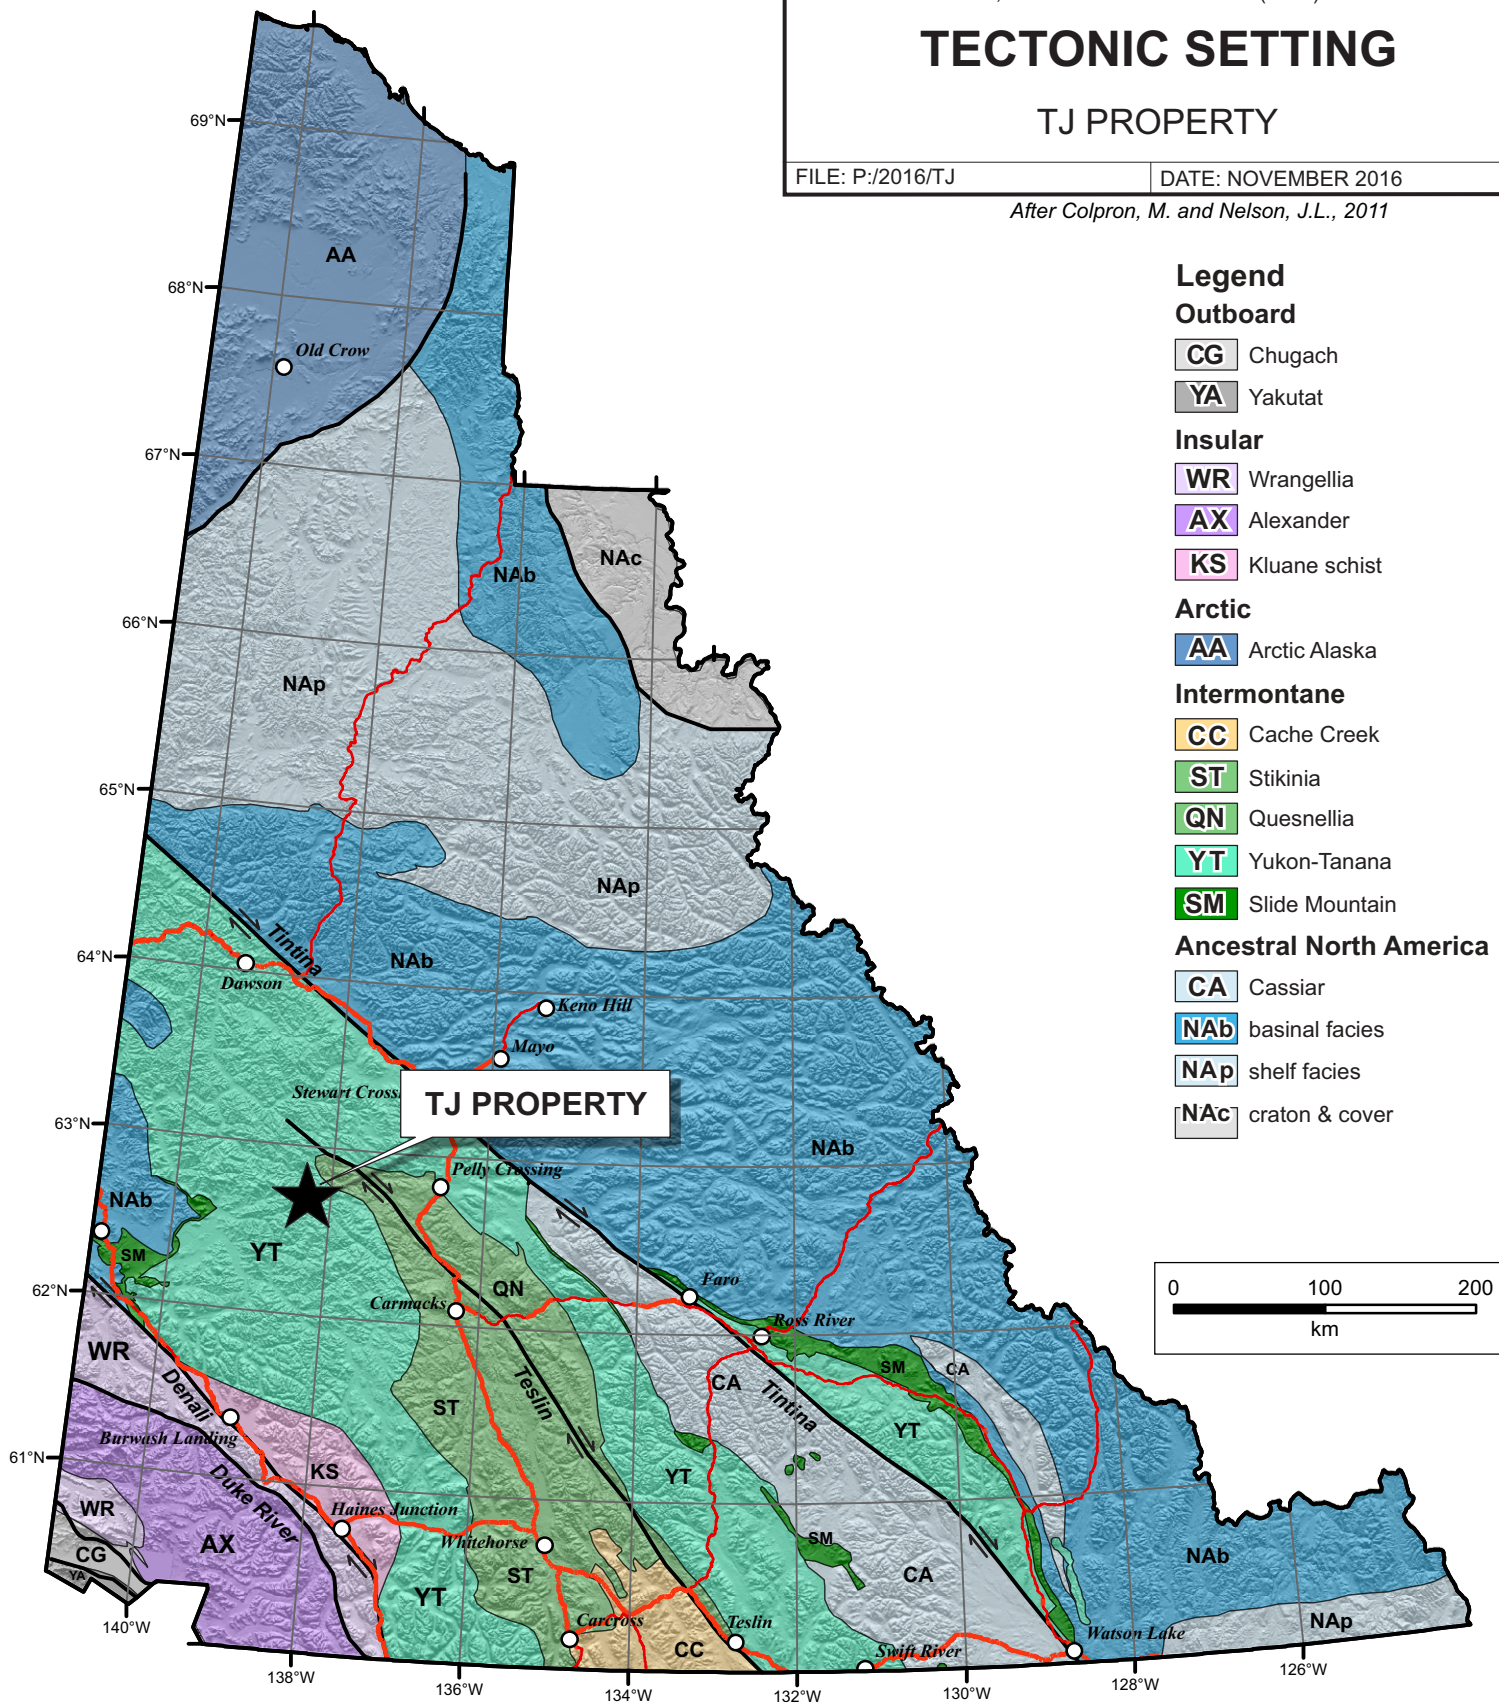 TECTONIC SETTING
TJ PROPERTY
FILE: P:/2016/TJ
DATE: NOVEMBER 2016
After Colpron, M. and Nelson, J.L., 2011
Legend
Outboard
CG Chugach
YA Yakutat
Insular
WR Wrangellia
AX Alexander
KS Kluane schist
Arctic
AA Arctic Alaska
Intermontane
CC Cache Creek
ST Stikinia
QN Quesnellia
YT Yukon-Tanana
SM Slide Mountain
Ancestral North America
CA Cassiar
NAb basinal facies
NAp shelf facies
NAc craton & cover
0 100 200
km
69°N
AA
68°N
Old Crow
67°N
NAc
NAb
66°N
NAp
65°N
NAp
Tintina
64°N
NAb
Dawson
Keno Hill
Mayo
Stewart
TJ PROPERTY
63°N
NAb
Pelly Crossing
NAb
YT
SM
62°N
QN
Faro
Carmacks
Ross River
WR
SM
CA
Denali
Teslin
CA
Tintina
ST
YT
Burwash Landing
61°N
KS
YT
Duke River
WR
Haines Junction
SM
AX
Whitehorse
CG
YA
NAb
ST
CA
YT
Carcross
Teslin
NAp
CC
Swift River
Watson Lake
140°W
138°W
136°W
134°W
132°W
130°W
128°W
126°W